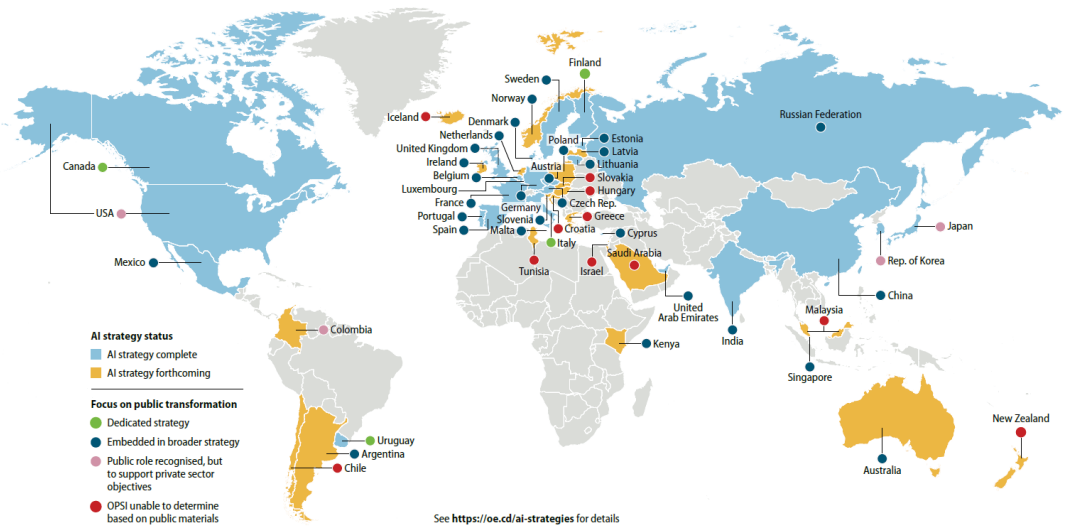 Finland
Sweden
Norway
Iceland
Denmark
Netherlands
United Kingdom
Ireland
Belgium
Luxembourg
France
Portugal
Spain
Poland
Austria
Germany
Slovenia
Malta
Estonia
Latvia
Lithuania
Slovakia
Hungary
Czech Rep.
Greece
Croatia
Italy
Cyprus
Russian Federation
Canada
USA
Mexico
Tunisia
Israel
Saudi Arabia
United
Arab Emirates
India
Japan
Rep. of Korea
China
Malaysia
Singapore
Kenya
Colombia
Uruguay
Argentina
Chile
Australia
New Zealand
AI strategy status
AI strategy complete
AI strategy forthcoming
Focus on public transformation
Dedicated strategy
Embedded in broader strategy
Public role recognised, but
to support private sector
objectives
OPSI unable to determine
based on public materials
See https://oe.cd/ai-strategies for details